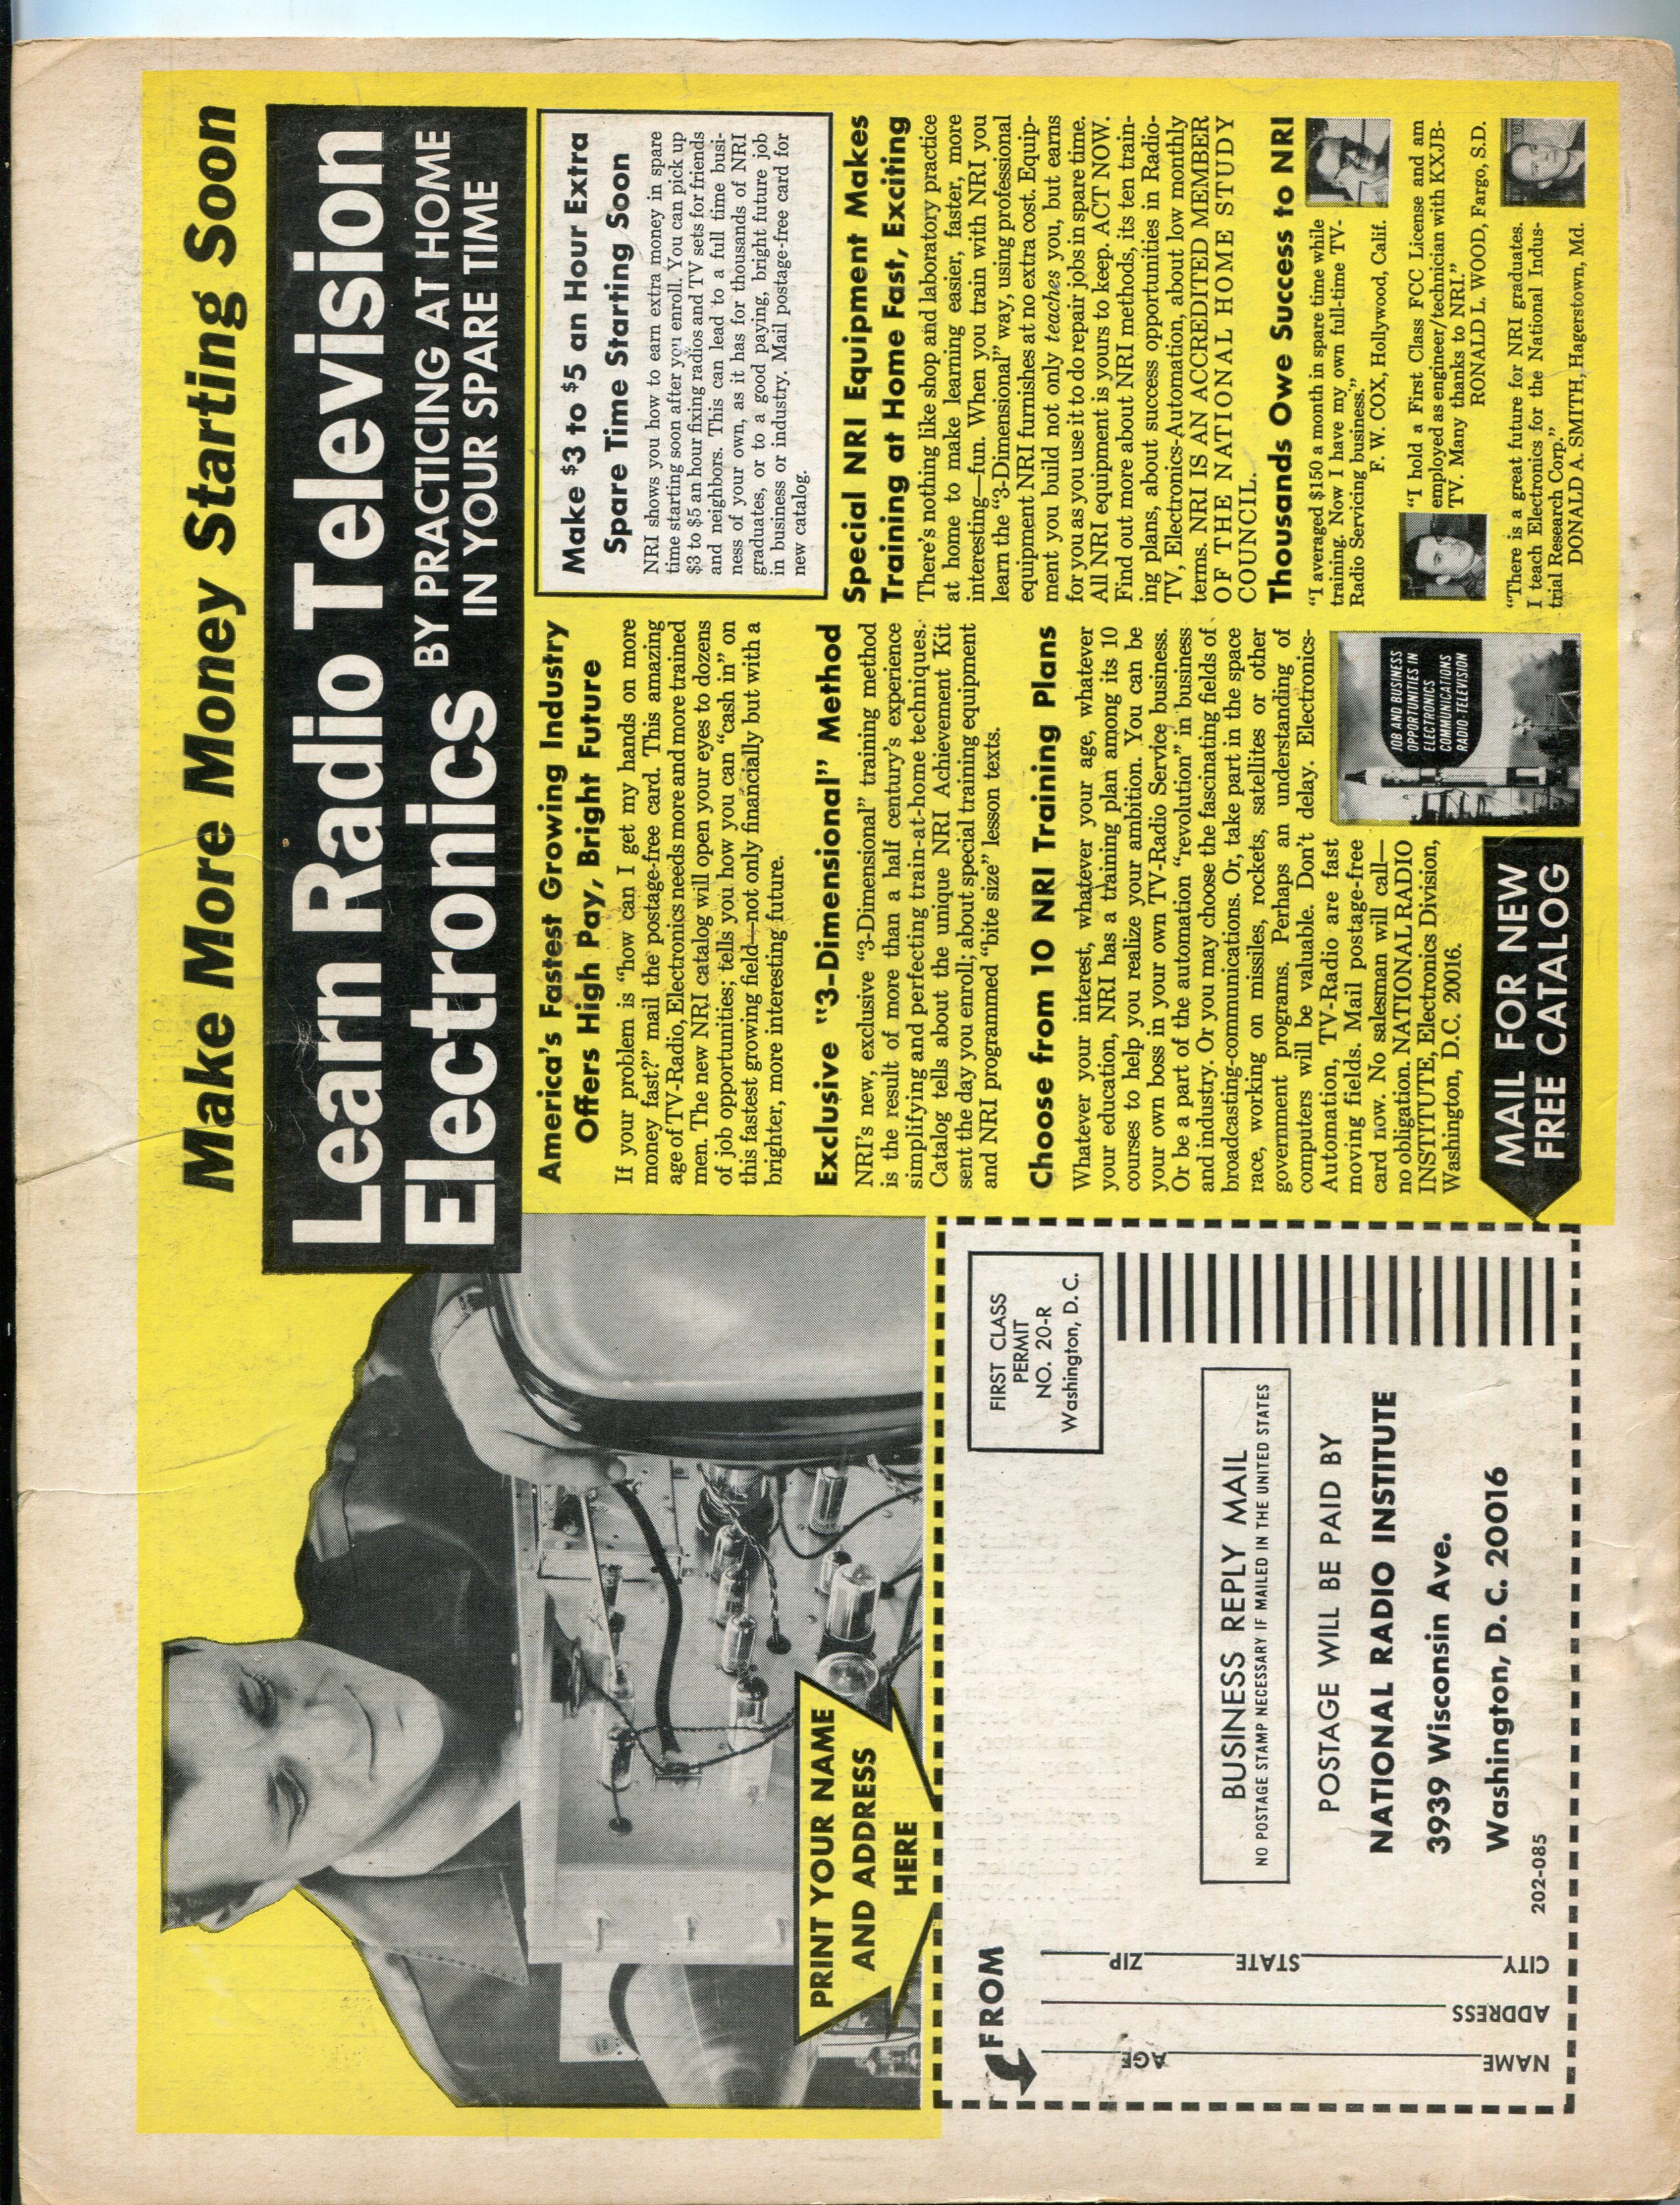 Make More Money Starting Soon
Learn Radio Television
Electronics
BY PRACTICING AT HOME
IN YOUR SPARE TIME
America's Fastest Growing Industry
Offers High Pay, Bright Future
If your problem is "how can I get my hands on more
money fast?" mail the postage-free card. This amazing
age of TV-Radio, Electronics needs more and more trained
men. The new NRI catalog will open your eyes to dozens
of job opportunities; tells you how you can "cash in" on
this fastest growing field—not only financially but with a
brighter, more interesting future.
Exclusive "3-Dimensional" Method
NRI's new, exclusive "3-Dimensional" training method
is the result of more than a half century's experience
simplifying and perfecting train-at-home techniques.
Catalog tells about the unique NRI Achievement Kit
sent the day you enroll; about special training equipment
and NRI programmed "bite size" lesson texts.
Choose from 10 NRI Training Plans
Whatever your interest, whatever your age, whatever
your education, NRI has a training plan among its 10
courses to help you realize your ambition. You can be
your own boss in your own TV-Radio Service business.
Or be a part of the automation "revolution" in business
and industry. Or you may choose the fascinating fields of
broadcasting-communications. Or, take part in the space
race, working on missiles, rockets, satellites or other
government programs. Perhaps an understanding of
computers will be valuable. Don't delay. Electronics-
Automation, TV-Radio are fast
moving fields. Mail postage-free
card now. No salesman will call—
no obligation. NATIONAL RADIO
INSTITUTE, Electronics Division,
Washington, D.C. 20016.
JOB AND BUSINESS
OPPORTUNITIES IN
ELECTRONICS
COMMUNICATIONS
RADIO-TELEVISION
MAIL FOR NEW
FREE CATALOG
Make $3 to $5 an Hour Extra
Spare Time Starting Soon
NRI shows you how to earn extra money in spare
time starting soon after you enroll. You can pick up
$3 to $5 an hour fixing radios and TV sets for friends
and neighbors. This can lead to a full time busi-
ness of your own, as it has for thousands of NRI
graduates, or to a good paying, bright future job
in business or industry. Mail postage-free card for
new catalog.
Special NRI Equipment Makes
Training at Home Fast, Exciting
There's nothing like shop and laboratory practice
at home to make learning easier, faster, more
interesting—fun. When you train with NRI you
learn the "3-Dimensional" way, using professional
equipment NRI furnishes at no extra cost. Equip-
ment you build not only teaches you, but earns
for you as you use it to do repair jobs in spare time.
All NRI equipment is yours to keep. ACT NOW.
Find out more about NRI methods, its ten train-
ing plans, about success opportunities in Radio-
TV, Electronics-Automation, about low monthly
terms. NRI IS AN ACCREDITED MEMBER
OF THE NATIONAL HOME STUDY
COUNCIL.
Thousands Owe Success to NRI
"I averaged $150 a month in spare time while
training. Now I have my own full-time TV-
Radio Servicing business."
F. W. COX, Hollywood, Calif.
"I hold a First Class FCC License and am
employed as engineer/technician with KXJB-
TV. Many thanks to NRI."
RONALD L. WOOD, Fargo, S.D.
"There is a great future for NRI graduates.
I teach Electronics for the National Indus-
trial Research Corp."
DONALD A. SMITH, Hagerstown, Md.
PRINT YOUR NAME
AND ADDRESS
HERE
FROM
NAME
AGE
ADDRESS
CITY
STATE
ZIP
FIRST CLASS
PERMIT
NO. 20-R
Washington, D. C.
BUSINESS REPLY MAIL
NO POSTAGE STAMP NECESSARY IF MAILED IN THE UNITED STATES
POSTAGE WILL BE PAID BY
NATIONAL RADIO INSTITUTE
3939 Wisconsin Ave.
Washington, D. C. 20016
202-085